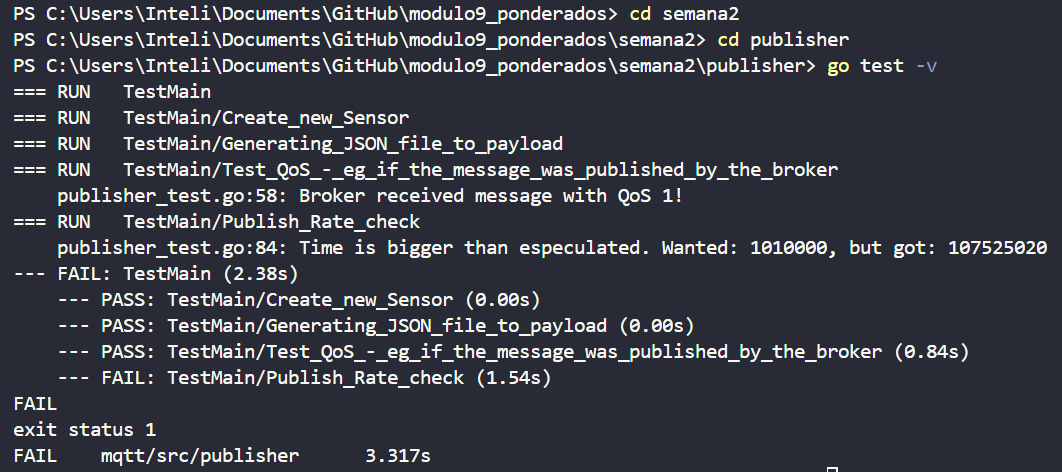 PS C:\Users\Inteli\Documents\GitHub\modulo9_ponderados> cd semana2
PS C:\Users\Inteli\Documents\GitHub\modulo9_ponderados\semana2> cd publisher
PS C:\Users\Inteli\Documents\GitHub\modulo9_ponderados\semana2\publisher> go test -v
=== RUN   TestMain
=== RUN   TestMain/Create_new_Sensor
=== RUN   TestMain/Generating_JSON_file_to_payload
=== RUN   TestMain/Test_QoS_-_eg_if_the_message_was_published_by_the_broker
    publisher_test.go:58: Broker received message with QoS 1!
=== RUN   TestMain/Publish_Rate_check
    publisher_test.go:84: Time is bigger than especulated. Wanted: 1010000, but got: 107525020
--- FAIL: TestMain (2.38s)
    --- PASS: TestMain/Create_new_Sensor (0.00s)
    --- PASS: TestMain/Generating_JSON_file_to_payload (0.00s)
    --- PASS: TestMain/Test_QoS_-_eg_if_the_message_was_published_by_the_broker (0.84s)
    --- FAIL: TestMain/Publish_Rate_check (1.54s)
FAIL
exit status 1
FAIL    mqtt/src/publisher      3.317s